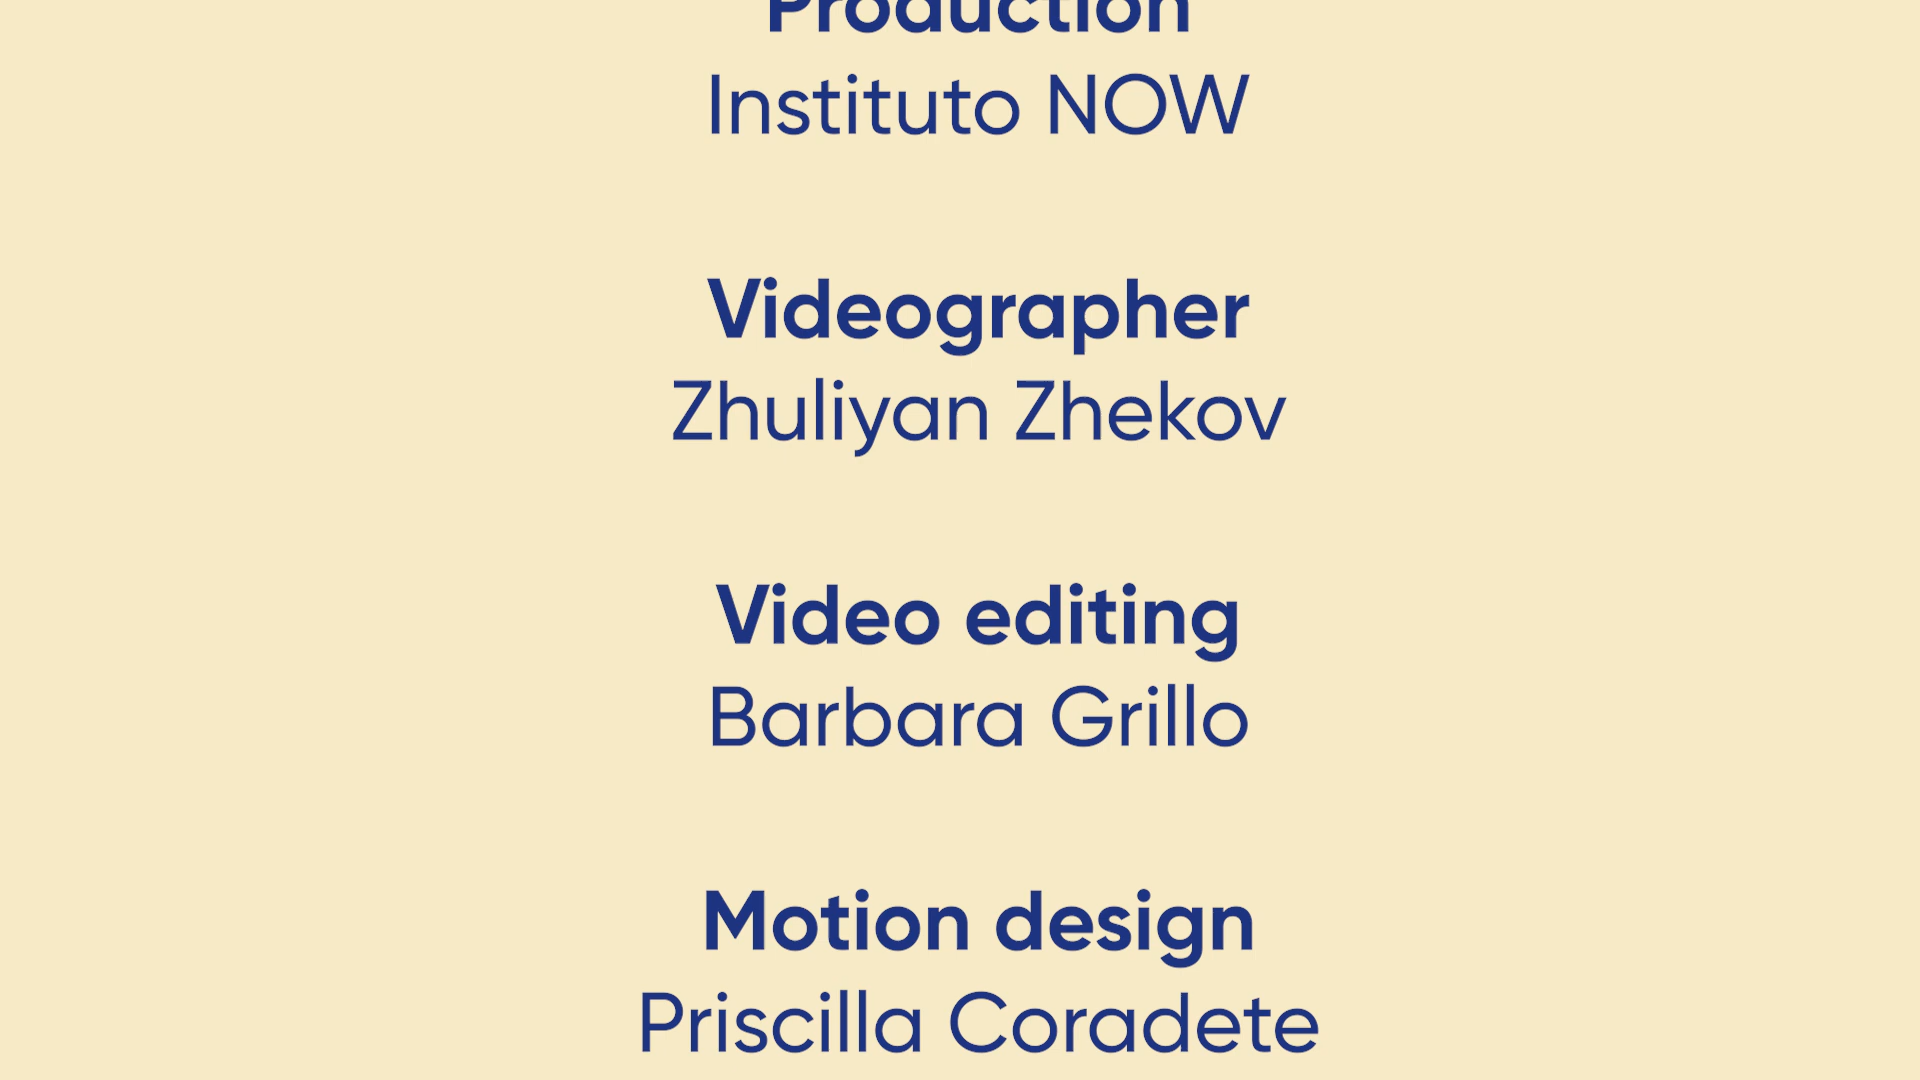 Production
Instituto NOW
Videographer
Zhuliyan Zhekov
Video editing
Barbara Grillo
Motion design
Priscilla Coradete